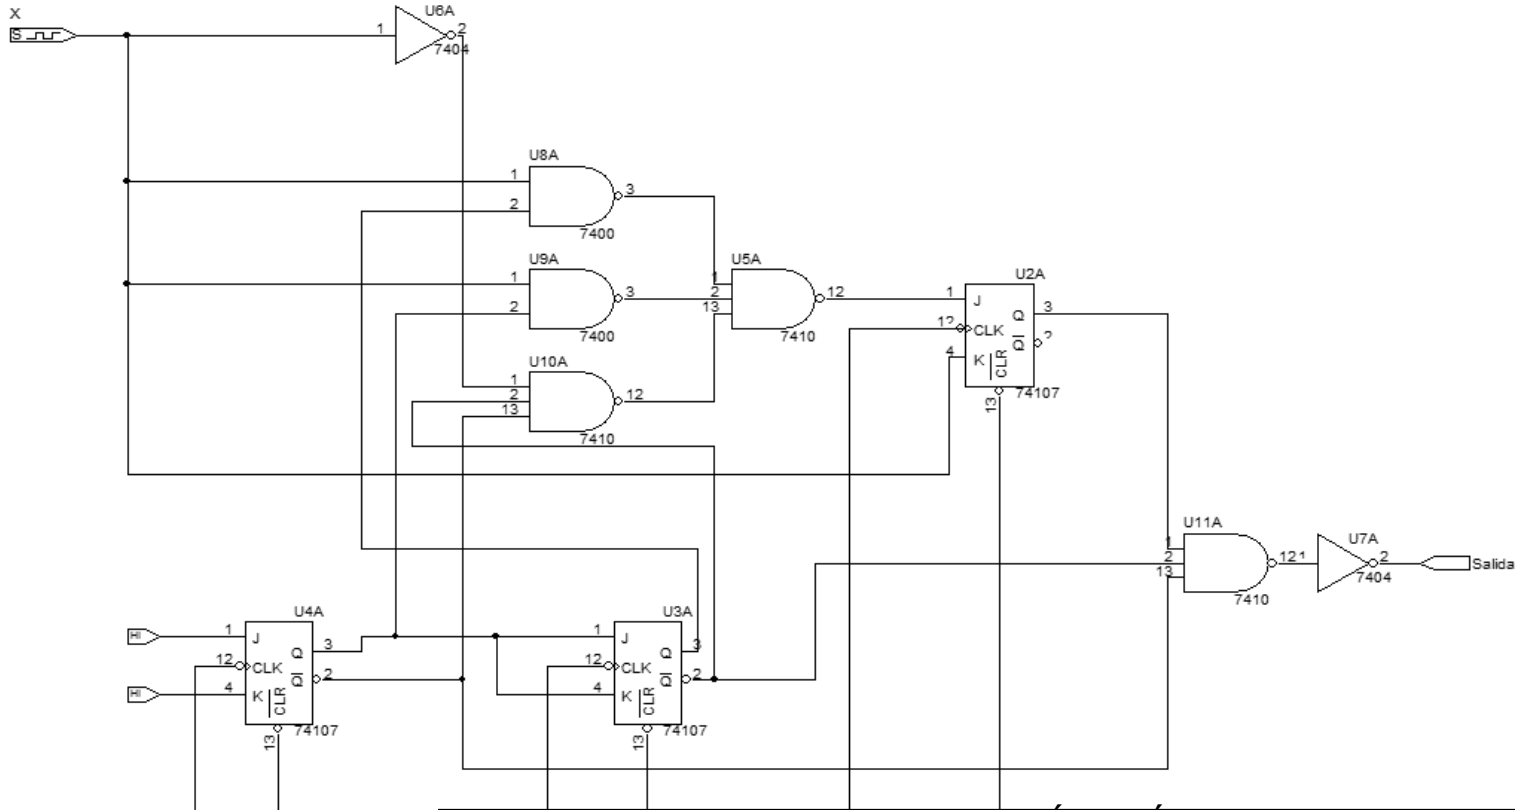 X
S
U6A
1
2
7404
U8A
1
2
3
7400
U9A
1
2
3
7400
U10A
1
2
13
12
7410
U5A
1
2
13
12
7410
U2A
1 J
Q 3
CLK
Q
4 K
CLR
13
74107
U11A
1
2
13
12
7410
U7A
1
2
7404
Salida
U4A
HI
1 J
Q 3
12 CLK
Q 2
HI
4 K
CLR
13
74107
U3A
1 J
Q 3
12 CLK
Q 2
4 K
CLR
13
74107